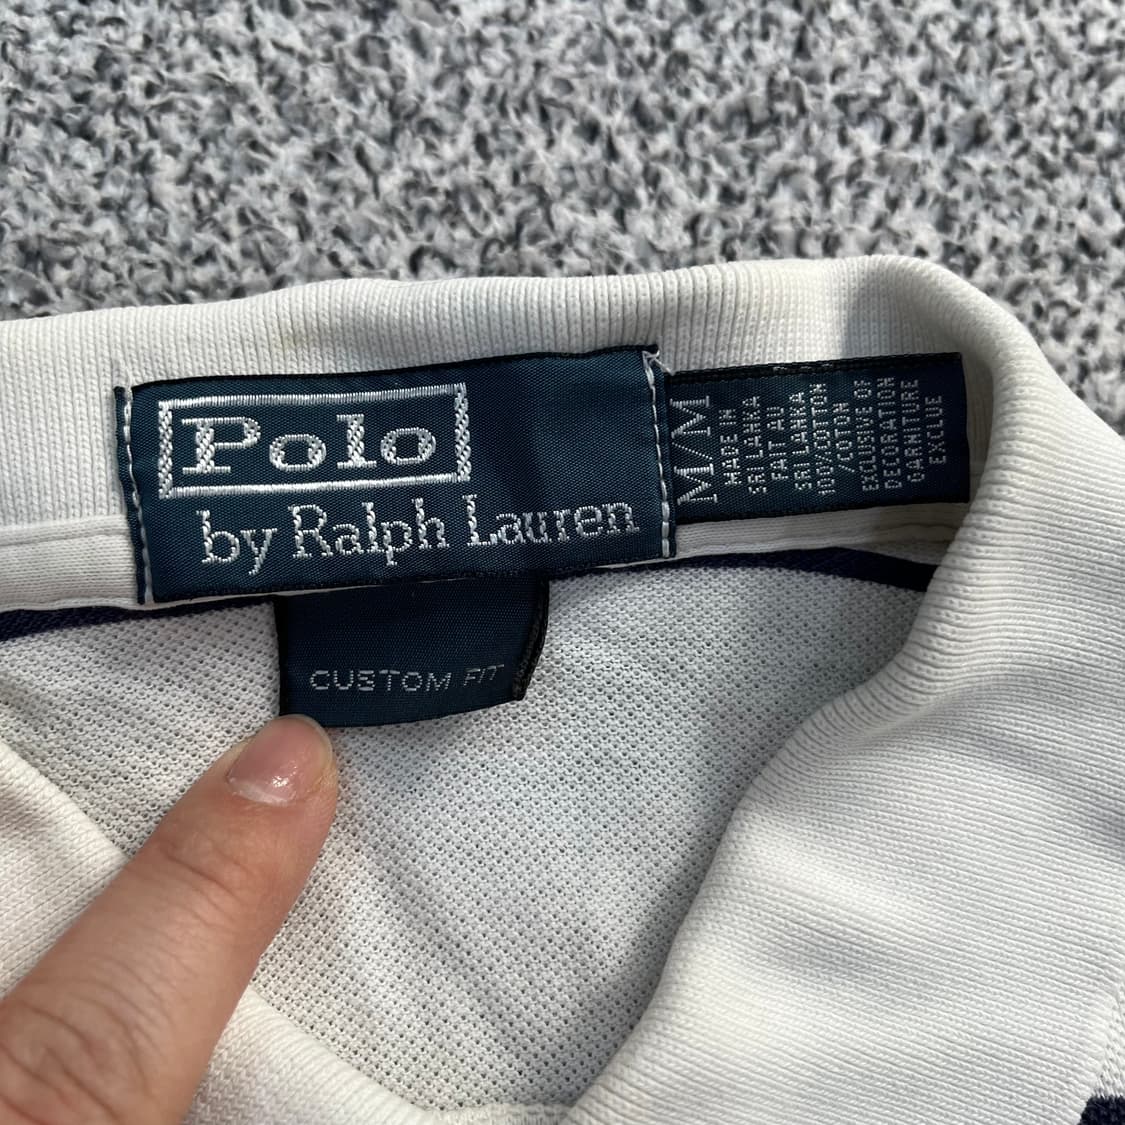 Polo
by Ralph Lauren
M/M
MADE IN
SRI LANKA
FAIT AU
SRI LANKA
100%COTTON
/COTON
EXCLUSIVE OF
DECORATION
GARNITURE
EXCLUE
CUSTOM FIT